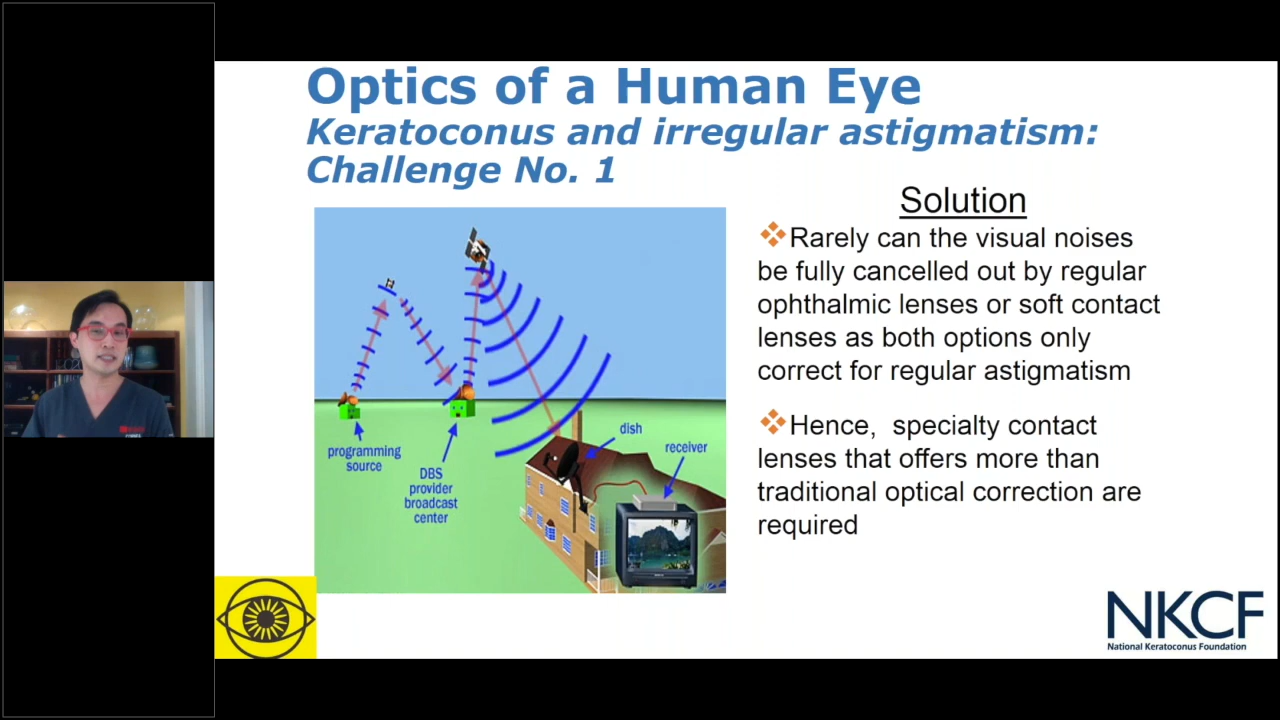 Optics of a Human Eye
Keratoconus and irregular astigmatism:
Challenge No. 1
Solution
Rarely can the visual noises
be fully cancelled out by regular
ophthalmic lenses or soft contact
lenses as both options only
correct for regular astigmatism
Hence, specialty contact
lenses that offers more than
traditional optical correction are
required
programming
source
DBS
provider
broadcast
center
dish
receiver
NKCF
National Keratoconus Foundation